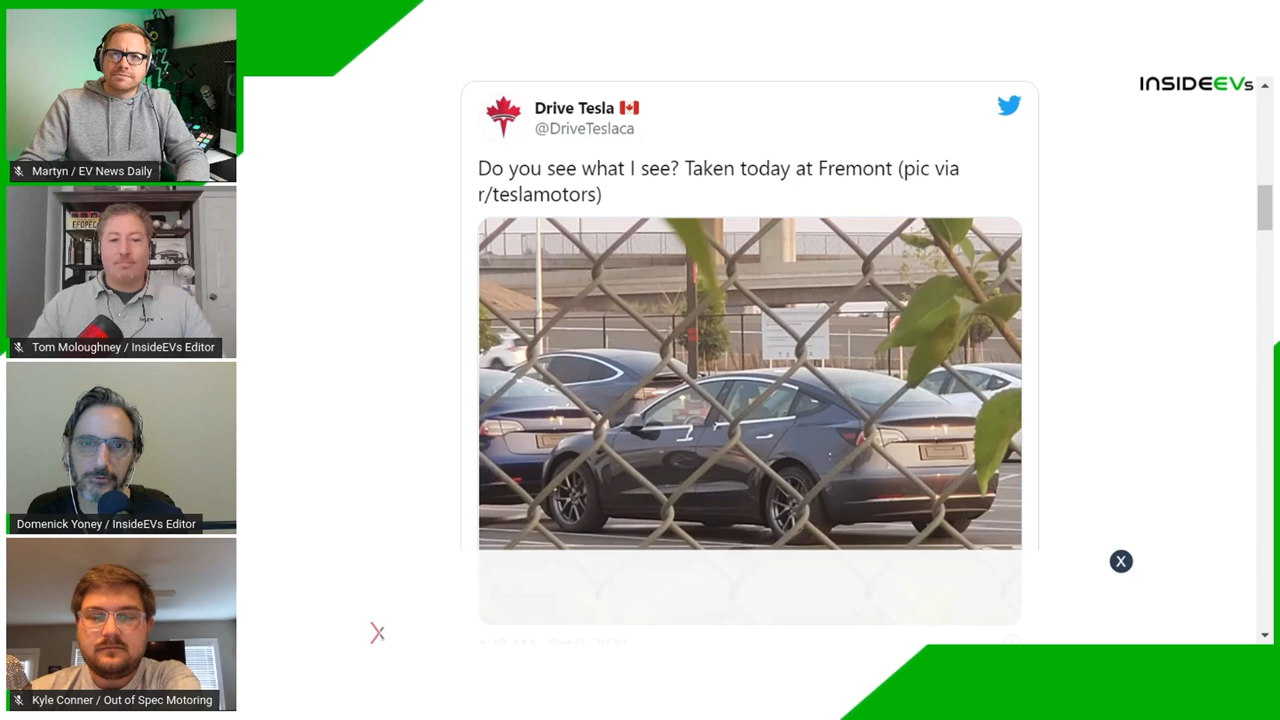 Martyn / EV News Daily
Tom Moloughney / InsideEVs Editor
Domenick Yoney / InsideEVs Editor
Kyle Conner / Out of Spec Motoring
INSIDEEVs
Drive Tesla
@DriveTeslaca
Do you see what I see? Taken today at Fremont (pic via
r/teslamotors)
TESLA
X